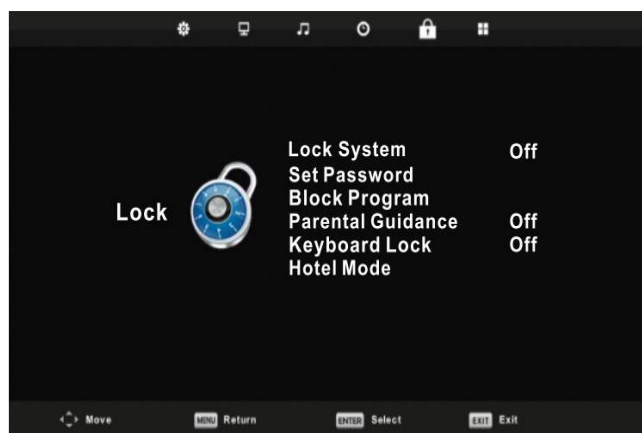 Lock System Off
Set Password
Block Program
Lock
Parental Guidance Off
Keyboard Lock Off
Hotel Mode
Move MENU Return ENTER Select EXIT Exit